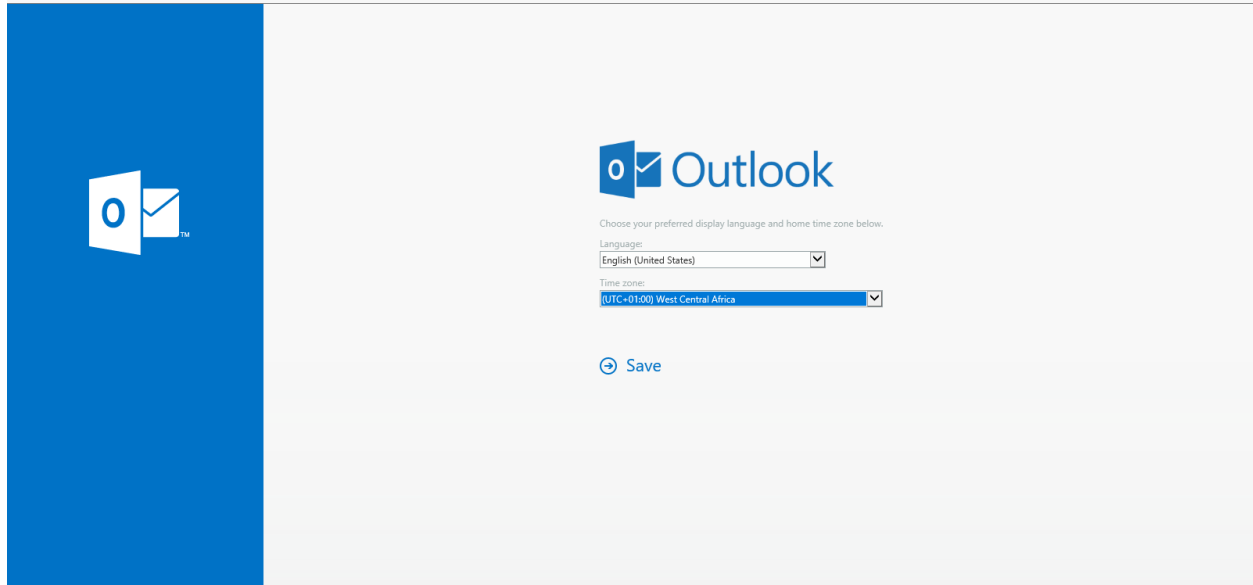 O
TM
O Outlook
Choose your preferred display language and home time zone below.
Language:
English (United States)
Time zone:
(UTC+01:00) West Central Africa
Save